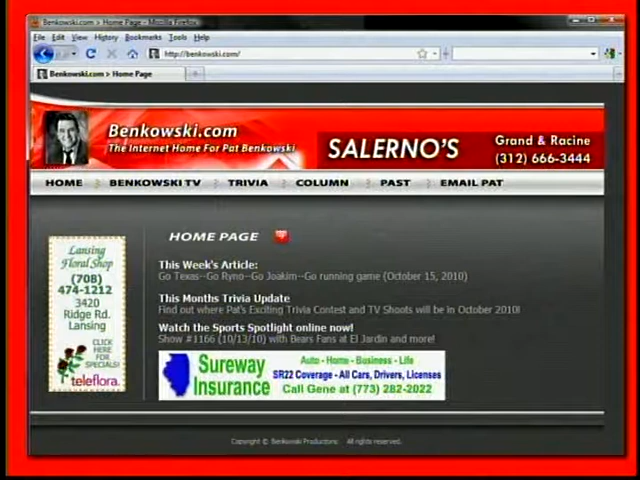 Benkowski.com > Home Page - Mozilla Firefox
File Edit View History Bookmarks Tools Help
http://benkowski.com/
Benkowski.com > Home Page
Benkowski.com
The Internet Home For Pat Benkowski
SALERNO'S
Grand & Racine
(312) 666-3444
HOME BENKOWSKI TV TRIVIA COLUMN PAST EMAIL PAT
HOME PAGE
Lansing
Floral Shop
(708)
474-1212
3420
Ridge Rd.
Lansing
CLICK
HERE
FOR
SPECIALS!
teleflora.
This Week's Article:
Go Texas--Go Ryno--Go Joakim--Go running game (October 15, 2010)
This Months Trivia Update
Find out where Pat's Exciting Trivia Contest and TV Shoots will be in October 2010!
Watch the Sports Spotlight online now!
Show #1166 (10/13/10) with Bears Fans at El Jardin and more!
Sureway
Insurance
Auto - Home - Business - Life
SR22 Coverage - All Cars, Drivers, Licenses
Call Gene at (773) 282-2022
Copyright © Benkowski Productions. All rights reserved.